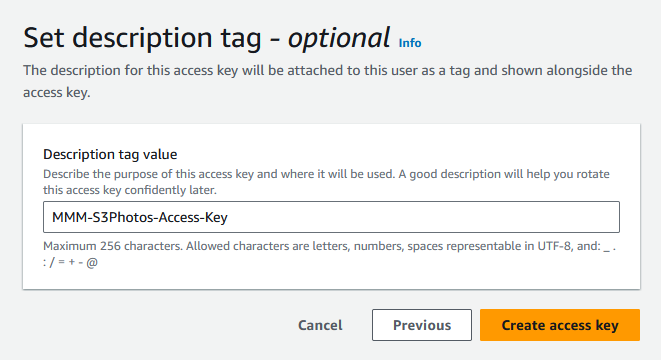 Set description tag - optional Info
The description for this access key will be attached to this user as a tag and shown alongside the
access key.
Description tag value
Describe the purpose of this access key and where it will be used. A good description will help you rotate
this access key confidently later.
MMM-S3Photos-Access-Key
Maximum 256 characters. Allowed characters are letters, numbers, spaces representable in UTF-8, and: _ .
: / = + - @
Cancel Previous Create access key